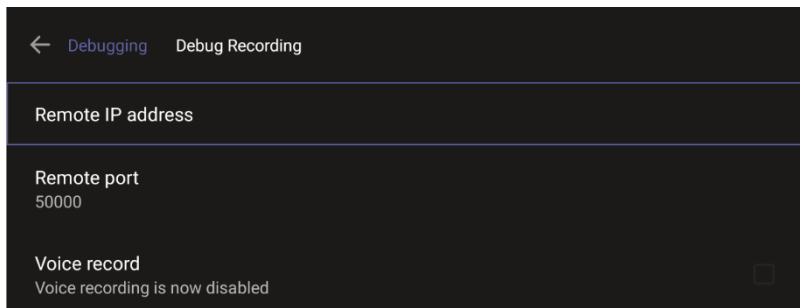 Debugging Debug Recording
Remote IP address
Remote port
50000
Voice record
Voice recording is now disabled